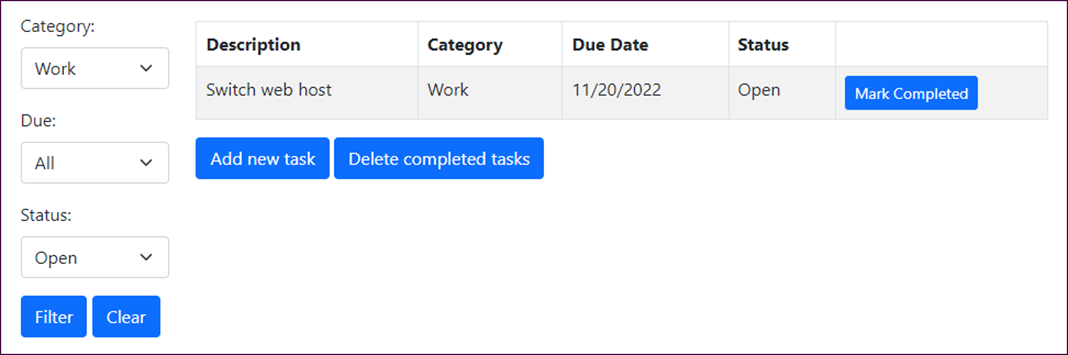 Category:
Work
Due:
All
Status:
Open
Filter Clear
Description Category Due Date Status
Switch web host Work 11/20/2022 Open Mark Completed
Add new task Delete completed tasks